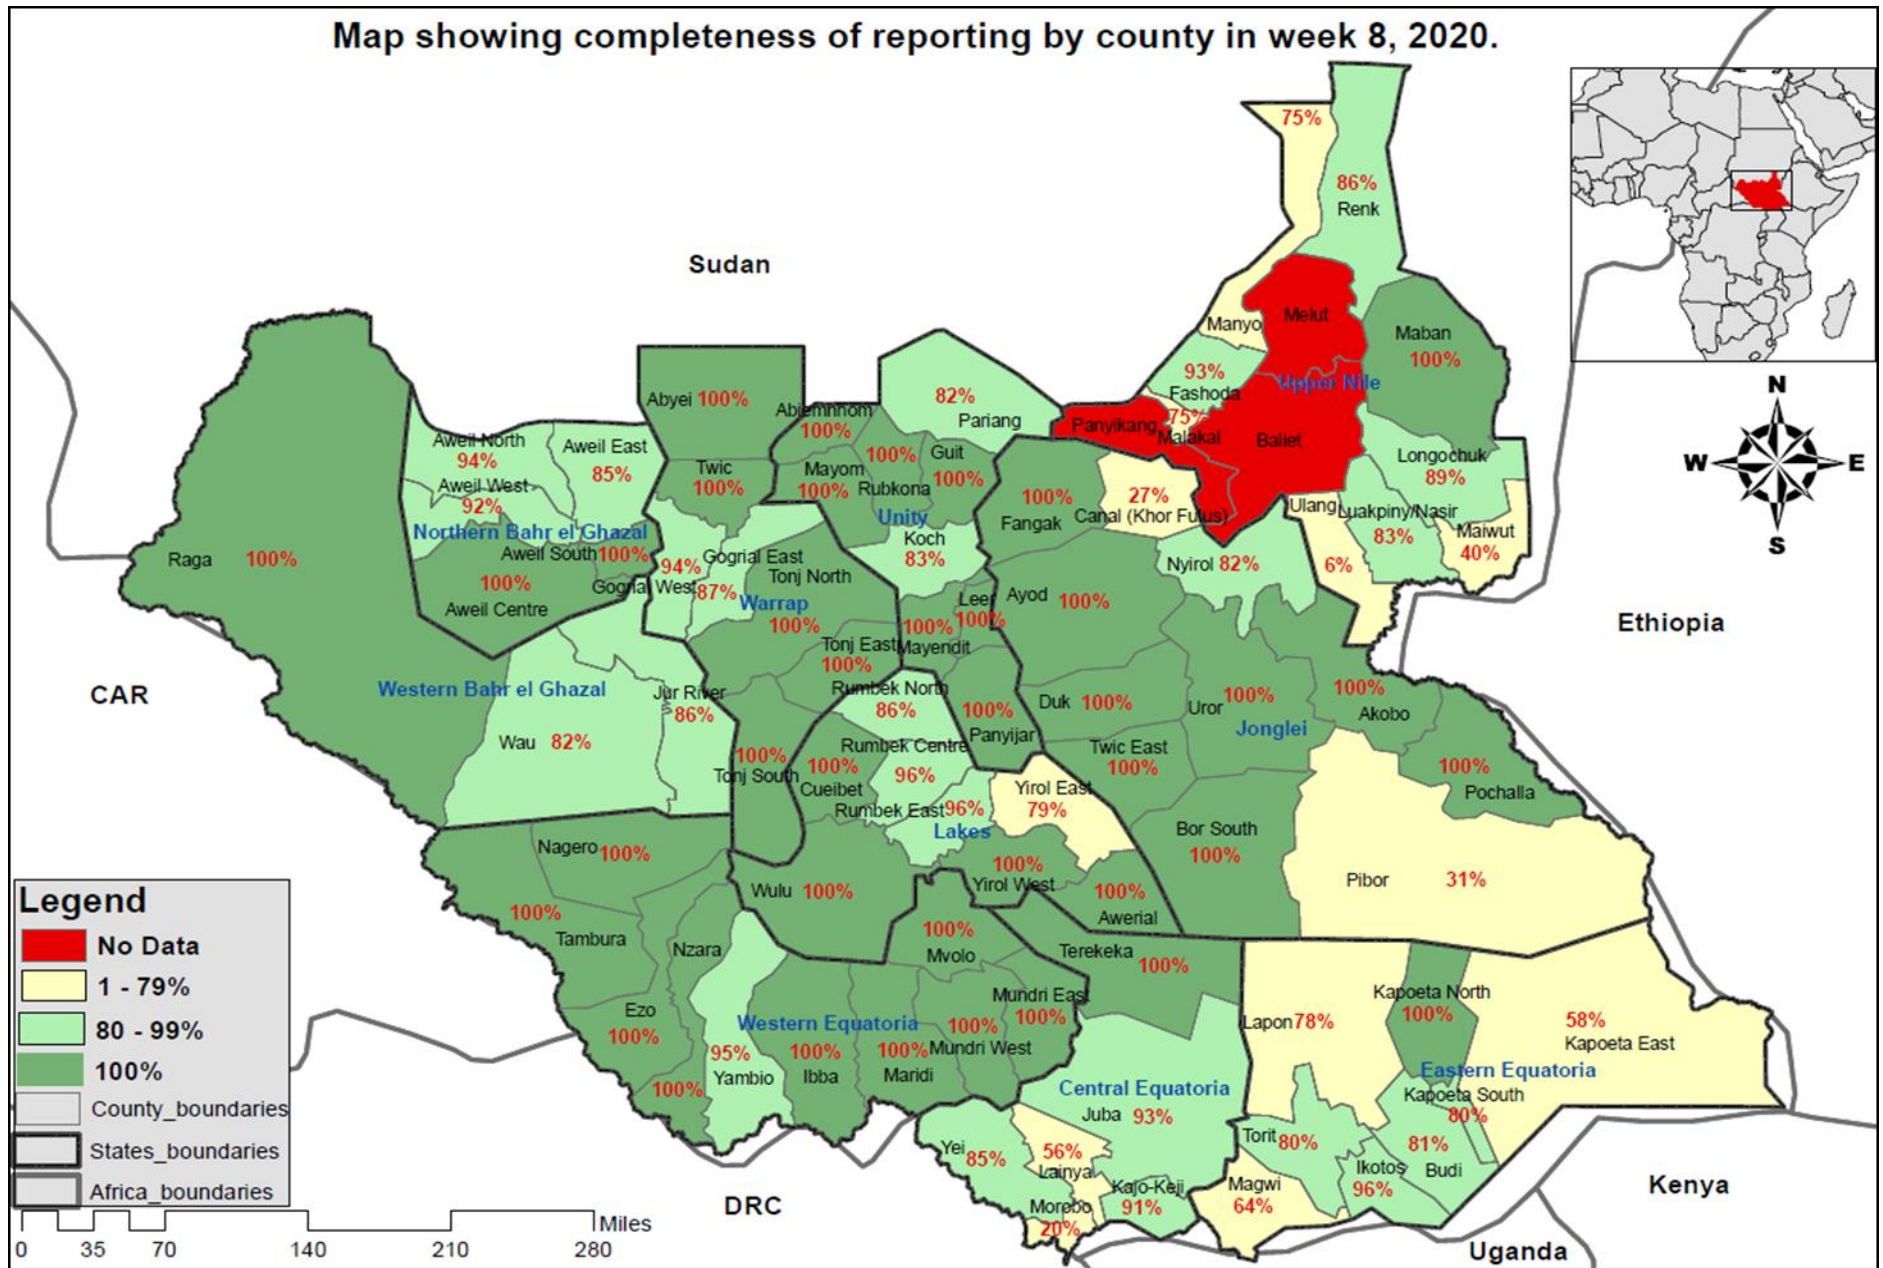 Map showing completeness of reporting by county in week 8, 2020.
75%
86%
Renk
Sudan
Melut
Manyo
Maban
100%
93%
Fashoda
Upper Nile
75%
Panyikang
Malakal
Baliet
Longochuk
89%
Ulang
Luakpiny/Nasir
83%
Maiwut
40%
6%
Abyei 100%
Abiemnhom
100%
82%
Pariang
Aweil North
94%
Aweil East
85%
Aweil West
92%
Northern Bahr el Ghazal
Aweil South 100%
100%
Aweil Centre
Twic
100%
Mayom
100%
100%
Rubkona
Guit
100%
Unity
Koch
83%
100%
Fangak
27%
Canal (Khor Fulus)
Nyirol 82%
Raga 100%
Gogrial West
94%
Gogrial East
87%
Tonj North
Warrap
100%
Tonj East
100%
Leer
100%
100%
Mayendit
Ayod 100%
Ethiopia
CAR
Western Bahr el Ghazal
Jur River
86%
Wau 82%
Rumbek North
86%
100%
Panyijar
Duk 100%
Uror 100%
Jonglei
100%
Akobo
100%
Tonj South
100%
Cueibet
Rumbek Centre
96%
Rumbek East 96%
Lakes
Yirol East
79%
Twic East
100%
100%
Pochalla
Bor South
100%
Pibor 31%
Nagero 100%
Wulu 100%
100%
Yirol West
100%
Awerial
100%
Tambura
Nzara
100%
Mvolo
Terekeka
100%
Ezo
100%
Western Equatoria
100%
Ibba
100%
Maridi
100%
Mundri West
Mundri East
100%
95%
Yambio
100%
Lapon 78%
Kapoeta North
100%
58%
Kapoeta East
Eastern Equatoria
Kapoeta South
80%
Central Equatoria
Juba 93%
Torit 80%
81%
Budi
Ikotos
96%
Yei 85%
56%
Lainya
Morobo
20%
Kajo-Keji
91%
Magwi
64%
DRC
Kenya
Uganda
N
W
E
S
Legend
No Data
1 - 79%
80 - 99%
100%
County_boundaries
States_boundaries
Africa_boundaries
Miles
0 35 70 140 210 280